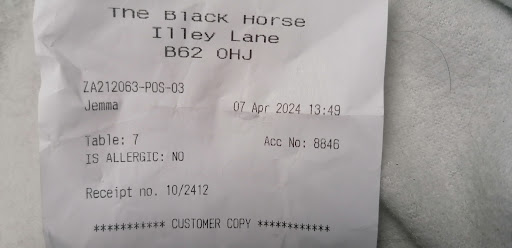 The Black Horse
Illey Lane
B62 OHJ
ZA212063-POS-03
Jemma 07 Apr 2024 13:49
Table: 7 Acc No: 8846
IS ALLERGIC: NO
Receipt no. 10/2412
*********** CUSTOMER COPY ***********